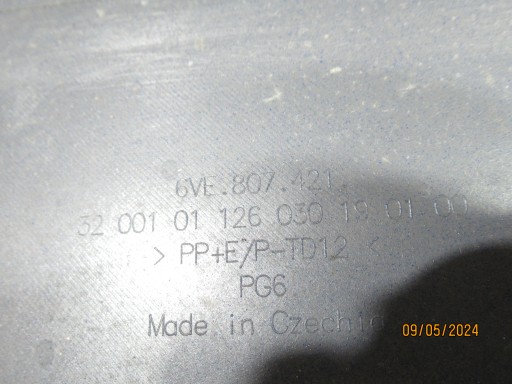 6VE.807.421
32 001 01 126 030 19 01 00
> PP+E/P-TD12 <
PG6
Made in Czechia
09/05/2024